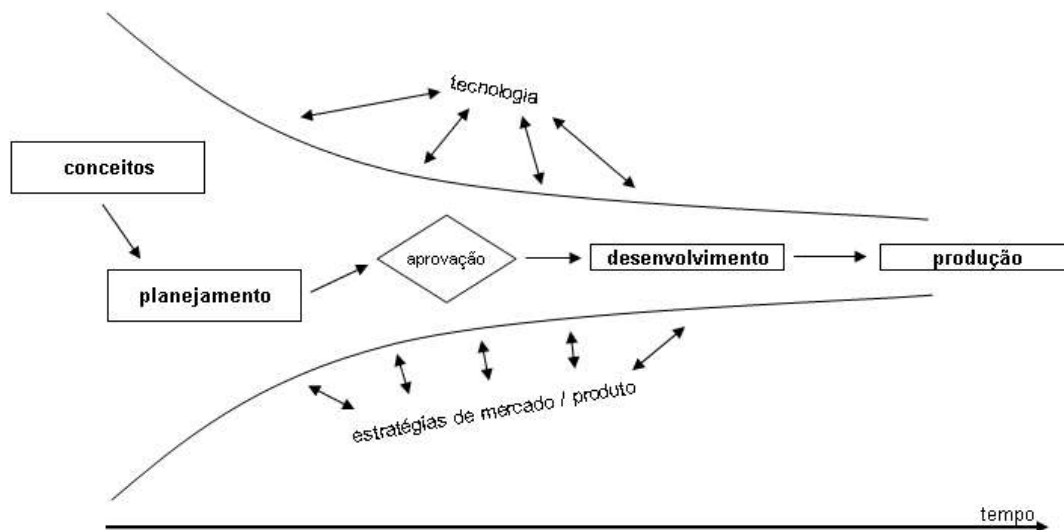 tecnologia
conceitos
aprovação
desenvolvimento
produção
planejamento
estratégias de mercado / produto
tempo